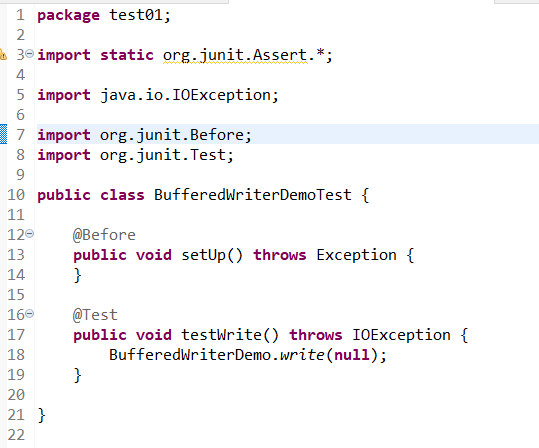 1 package test01;
2
3 import static org.junit.Assert.*;
4
5 import java.io.IOException;
6
7 import org.junit.Before;
8 import org.junit.Test;
9
10 public class BufferedWriterDemoTest {
11
12 @Before
13 public void setUp() throws Exception {
14 }
15
16 @Test
17 public void testWrite() throws IOException {
18 BufferedWriterDemo.write(null);
19 }
20
21 }
22